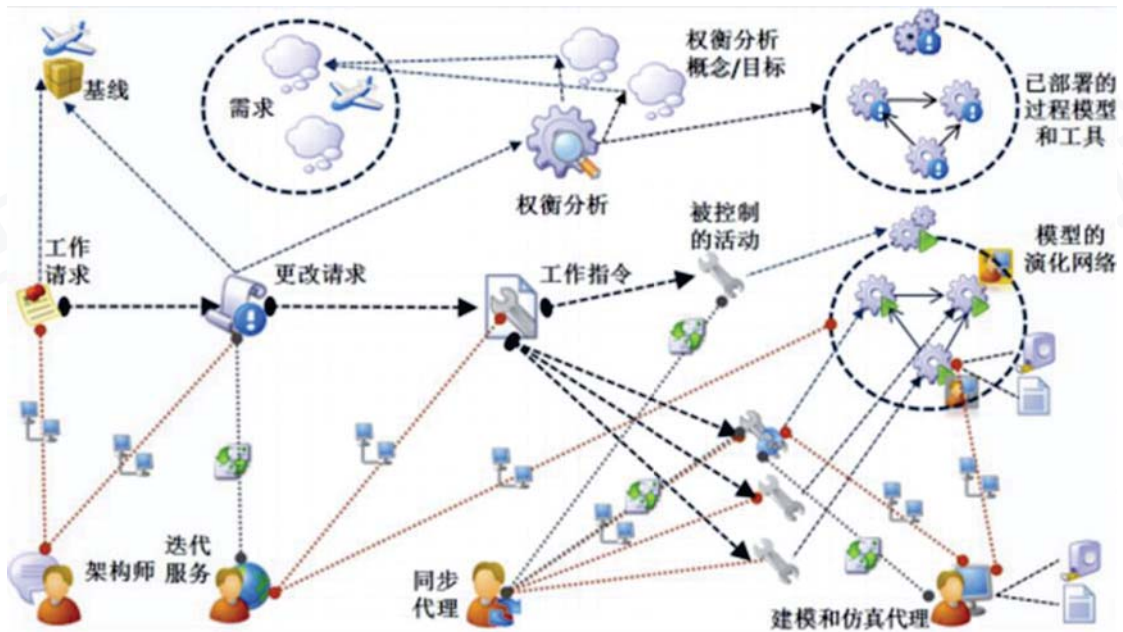 基线
需求
权衡分析
概念/目标
已部署的
过程模型
和工具
权衡分析
被控制
的活动
模型的
演化网络
工作
请求
更改请求
工作指令
架构师
迭代
服务
同步
代理
建模和仿真代理